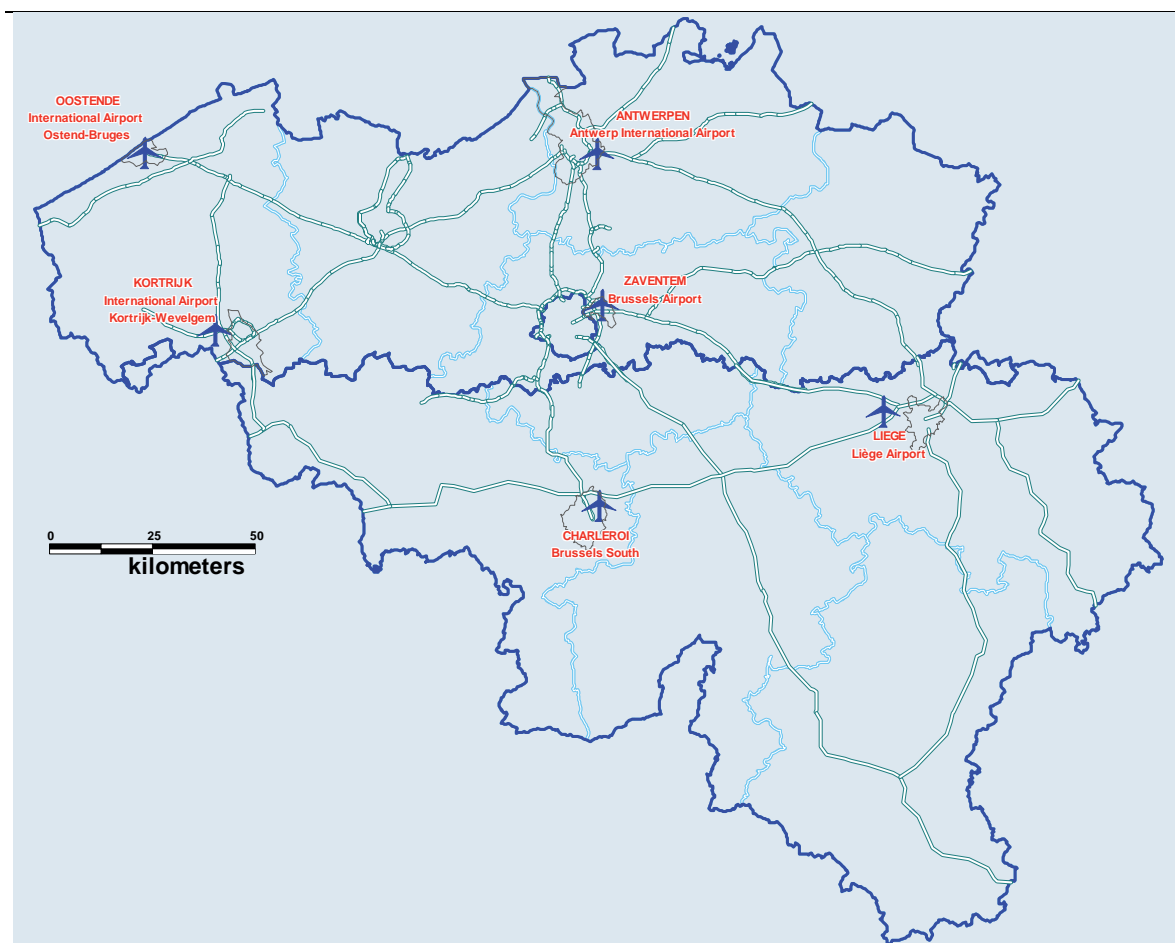 OOSTENDE
International Airport
Ostend-Bruges
ANTWERPEN
Antwerp International Airport
KORTRIJK
International Airport
Kortrijk-Wevelgem
ZAVENTEM
Brussels Airport
LIEGE
Liège Airport
CHARLEROI
Brussels South
0 25 50
kilometers